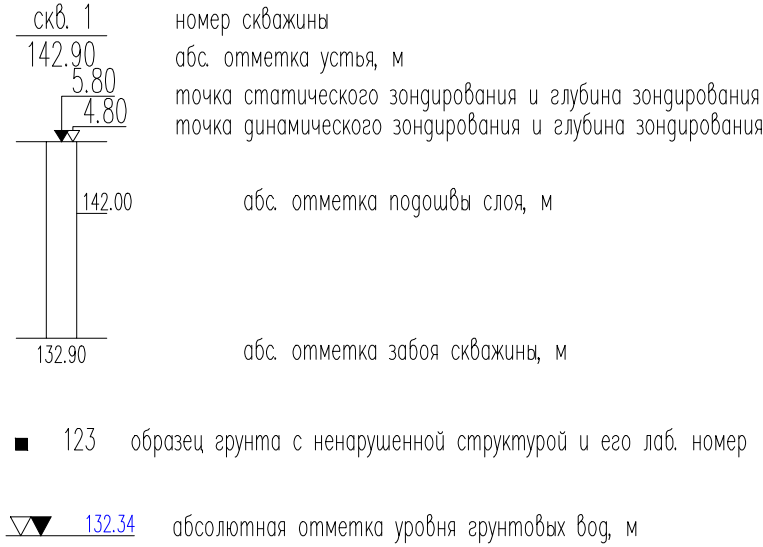 скв. 1 номер скважины
142.90 абс. отметка устья, м
5.80 точка статического зондирования и глубина зондирования
4.80 точка динамического зондирования и глубина зондирования
142.00 абс. отметка подошвы слоя, м
132.90 абс. отметка забоя скважины, м
123 образец грунта с ненарушенной структурой и его лаб. номер
132.34 абсолютная отметка уровня грунтовых вод, м